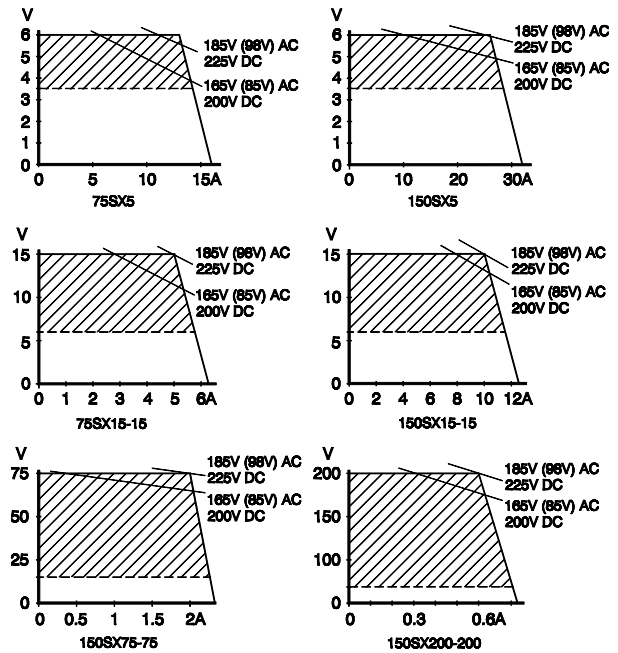 V
6
5
4
3
2
1
0
0 5 10 15A
185V (98V) AC
225V DC
165V (85V) AC
200V DC
75SX5
V
6
5
4
3
2
1
0
0 10 20 30A
185V (98V) AC
225V DC
165V (85V) AC
200V DC
150SX5
V
15
10
5
0
0 1 2 3 4 5 6A
185V (98V) AC
225V DC
165V (85V) AC
200V DC
75SX15-15
V
15
10
5
0
0 2 4 6 8 10 12A
185V (98V) AC
225V DC
165V (85V) AC
200V DC
150SX15-15
V
75
50
25
0
0 0.5 1 1.5 2A
185V (98V) AC
225V DC
165V (85V) AC
200V DC
150SX75-75
V
200
150
100
0
0 0.3 0.6A
185V (98V) AC
225V DC
165V (85V) AC
200V DC
150SX200-200